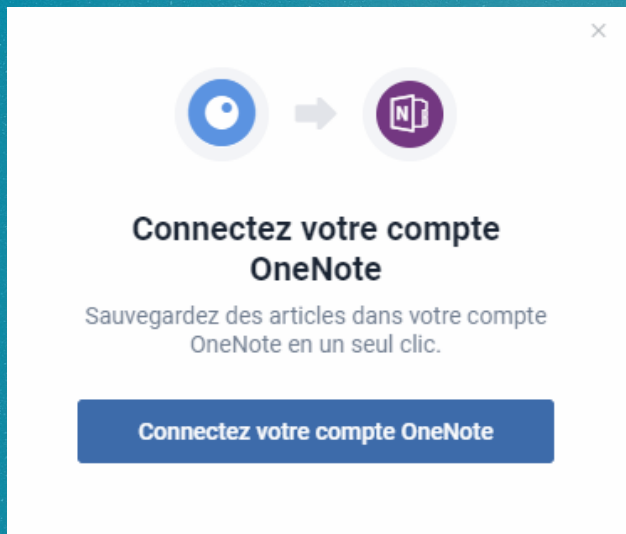 N
Connectez votre compte
OneNote
Sauvegardez des articles dans votre compte
OneNote en un seul clic.
Connectez votre compte OneNote